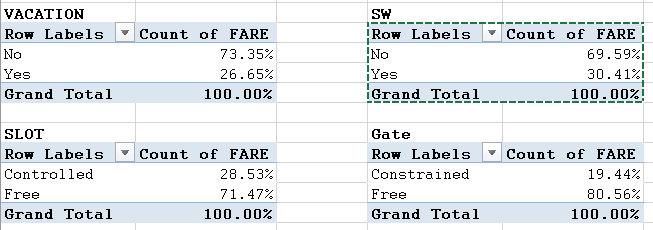 VACATION
Row Labels Count of FARE
No 73.35%
Yes 26.65%
Grand Total 100.00%
SW
Row Labels Count of FARE
No 69.59%
Yes 30.41%
Grand Total 100.00%
SLOT
Row Labels Count of FARE
Controlled 28.53%
Free 71.47%
Grand Total 100.00%
Gate
Row Labels Count of FARE
Constrained 19.44%
Free 80.56%
Grand Total 100.00%